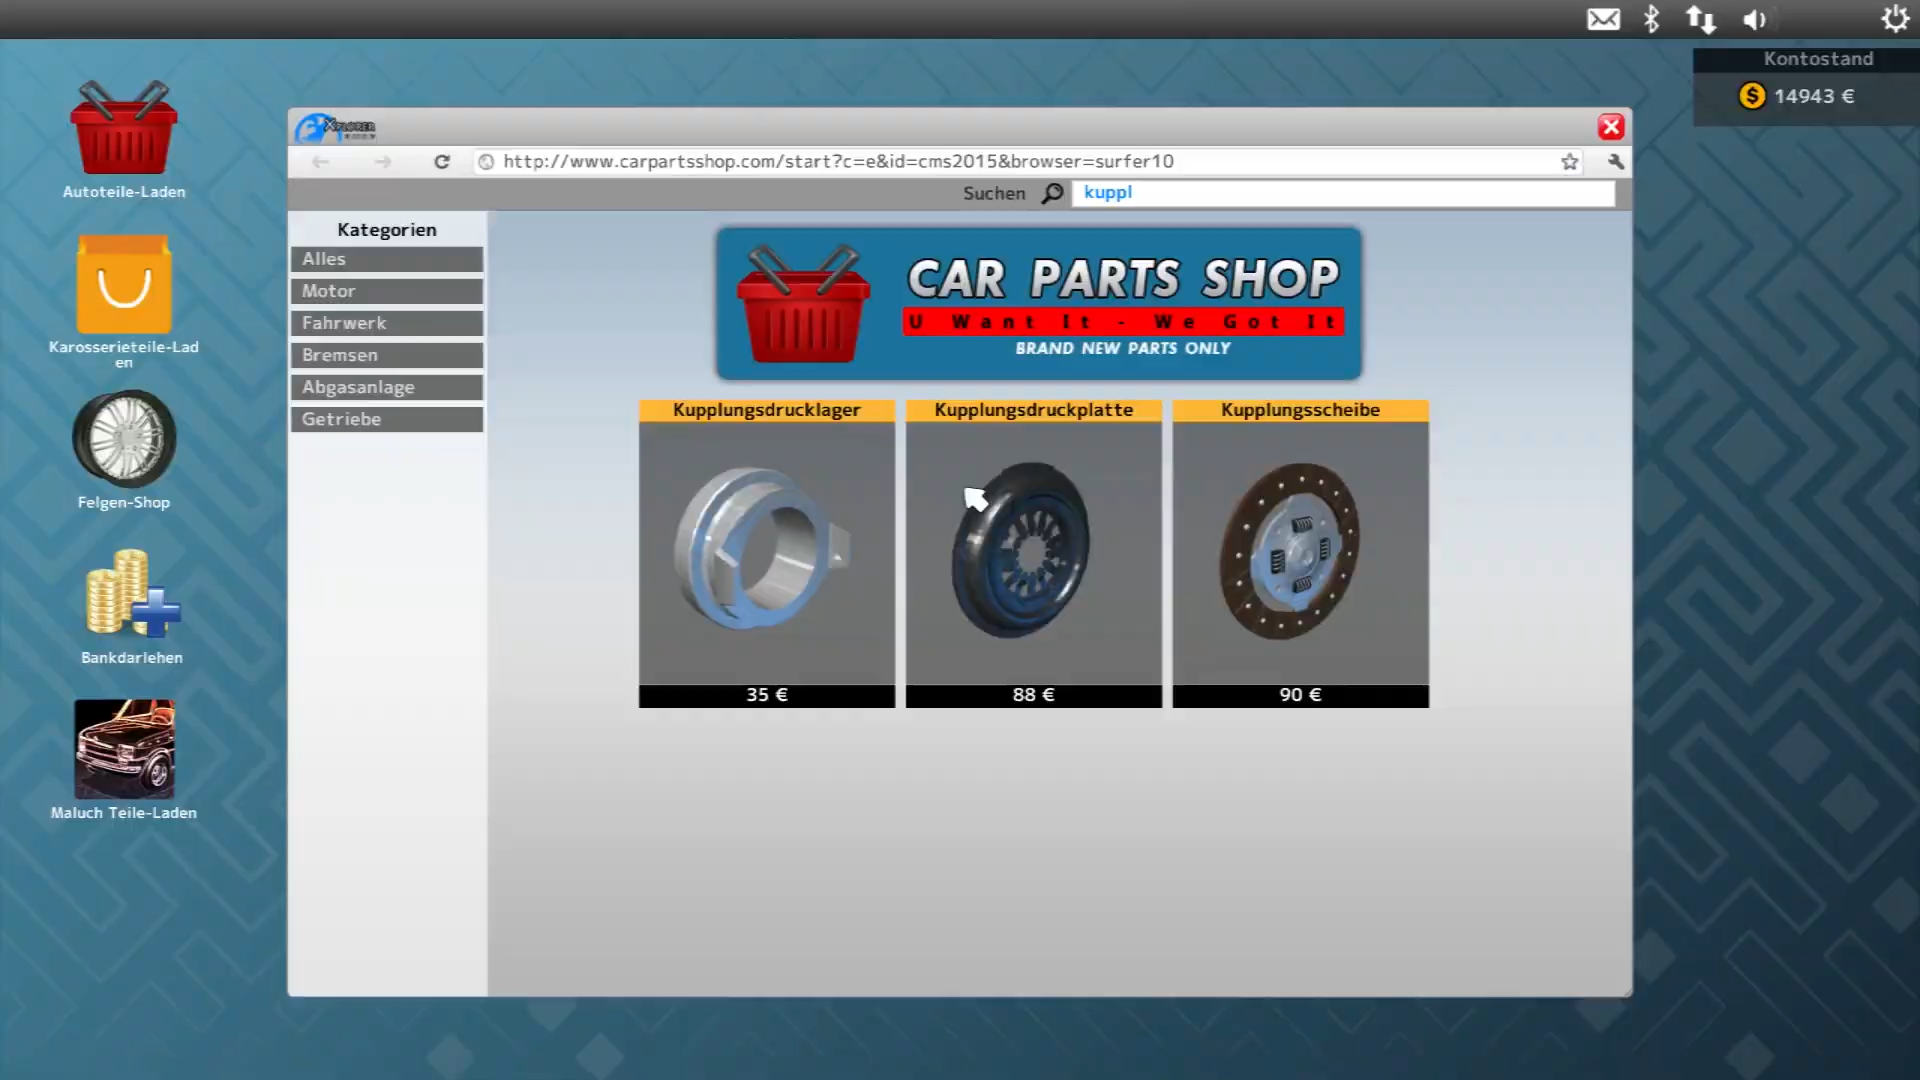 Kontostand
14943 €
Autoteile-Laden
Karosserieteile-Lad
en
Felgen-Shop
Bankdarlehen
Maluch Teile-Laden
XPLORER
http://www.carpartsshop.com/start?c=e&id=cms2015&browser=surfer10
Suchen
kuppl
Kategorien
Alles
Motor
Fahrwerk
Bremsen
Abgasanlage
Getriebe
CAR PARTS SHOP
U Want It - We Got It
BRAND NEW PARTS ONLY
Kupplungsdrucklager
35 €
Kupplungsdruckplatte
88 €
Kupplungsscheibe
90 €